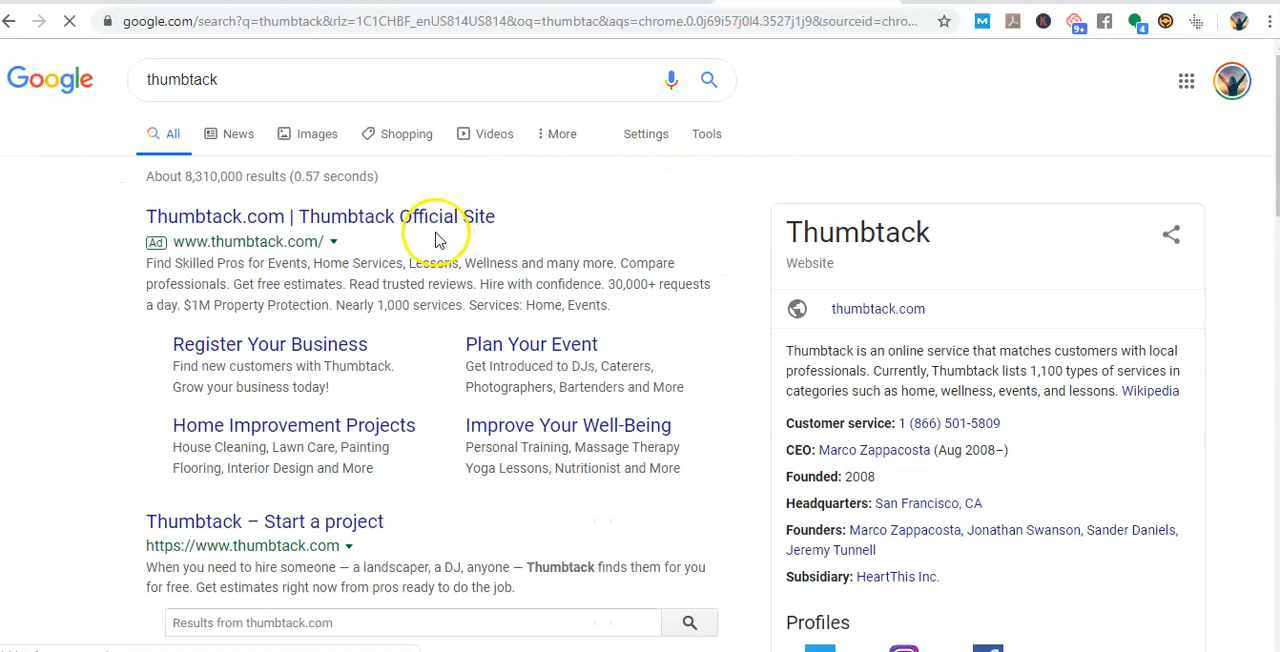 google.com/search?q=thumbtack&rlz=1C1CHBF_enUS814US814&oq=thumbtac&aqs=chrome.0.0j69i57j0l4.3527j1j9&sourceid=chro...
9+
4
Google
thumbtack
All
News
Images
Shopping
Videos
More
Settings
Tools
About 8,310,000 results (0.57 seconds)
Thumbtack.com | Thumbtack Official Site
Ad www.thumbtack.com/
Find Skilled Pros for Events, Home Services, Lessons, Wellness and many more. Compare
professionals. Get free estimates. Read trusted reviews. Hire with confidence. 30,000+ requests
a day. $1M Property Protection. Nearly 1,000 services. Services: Home, Events.
Register Your Business
Find new customers with Thumbtack.
Grow your business today!
Plan Your Event
Get Introduced to DJs, Caterers,
Photographers, Bartenders and More
Home Improvement Projects
House Cleaning, Lawn Care, Painting
Flooring, Interior Design and More
Improve Your Well-Being
Personal Training, Massage Therapy
Yoga Lessons, Nutritionist and More
Thumbtack – Start a project
https://www.thumbtack.com
When you need to hire someone — a landscaper, a DJ, anyone — Thumbtack finds them for you
for free. Get estimates right now from pros ready to do the job.
Results from thumbtack.com
Thumbtack
Website
thumbtack.com
Thumbtack is an online service that matches customers with local
professionals. Currently, Thumbtack lists 1,100 types of services in
categories such as home, wellness, events, and lessons. Wikipedia
Customer service: 1 (866) 501-5809
CEO: Marco Zappacosta (Aug 2008–)
Founded: 2008
Headquarters: San Francisco, CA
Founders: Marco Zappacosta, Jonathan Swanson, Sander Daniels,
Jeremy Tunnell
Subsidiary: HeartThis Inc.
Profiles